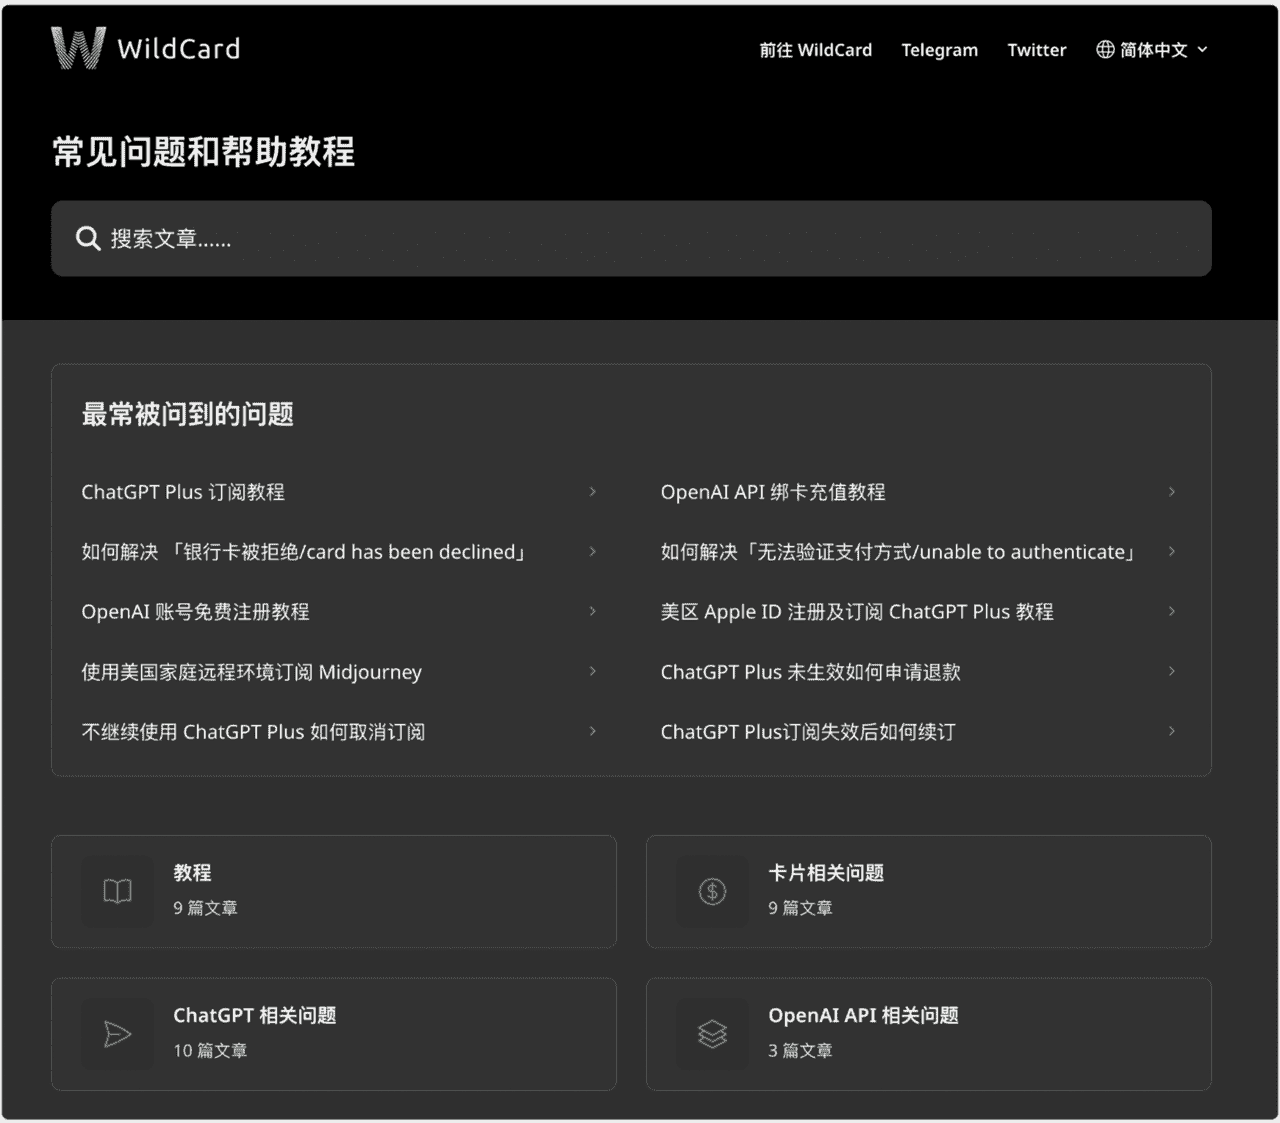 WildCard
前往 WildCard
Telegram
Twitter
简体中文
常见问题和帮助教程
搜索文章......
最常被问到的问题
ChatGPT Plus 订阅教程
OpenAI API 绑卡充值教程
如何解决 「银行卡被拒绝/card has been declined」
如何解决「无法验证支付方式/unable to authenticate」
OpenAI 账号免费注册教程
美区 Apple ID 注册及订阅 ChatGPT Plus 教程
使用美国家庭远程环境订阅 Midjourney
ChatGPT Plus 未生效如何申请退款
不继续使用 ChatGPT Plus 如何取消订阅
ChatGPT Plus订阅失效后如何续订
教程
9 篇文章
卡片相关问题
9 篇文章
ChatGPT 相关问题
10 篇文章
OpenAI API 相关问题
3 篇文章